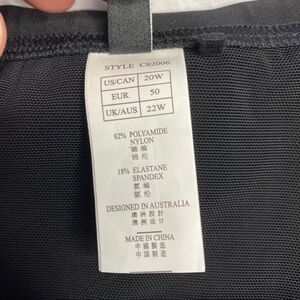 STYLE C82006
US/CAN 20W
EUR 50
UK/AUS 22W
82% POLYAMIDE
NYLON
錦綸
锦纶
18% ELASTANE
SPANDEX
氨綸
氨纶
DESIGNED IN AUSTRALIA
澳洲設計
澳洲设计
MADE IN CHINA
中國製造
中国制造